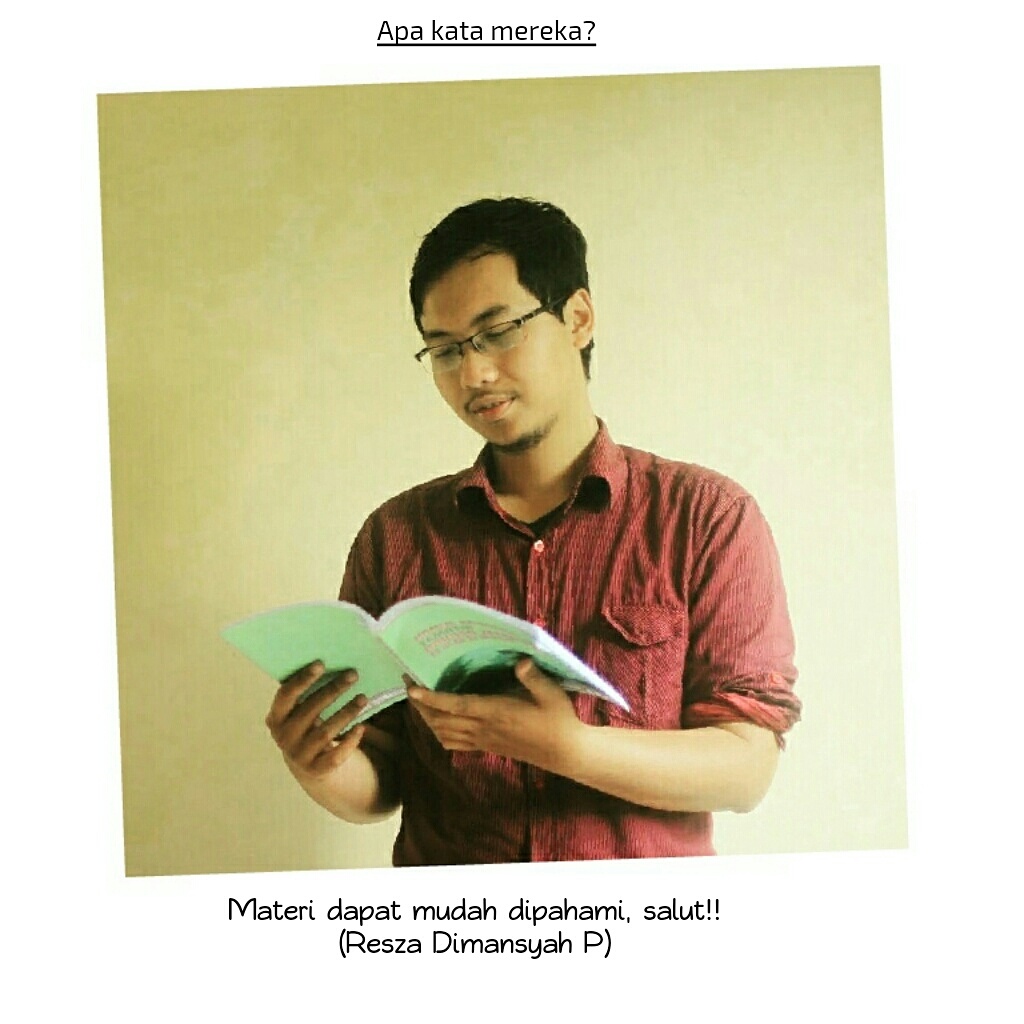 Apa kata mereka?
Materi dapat mudah dipahami, salut!!
(Resza Dimansyah P)